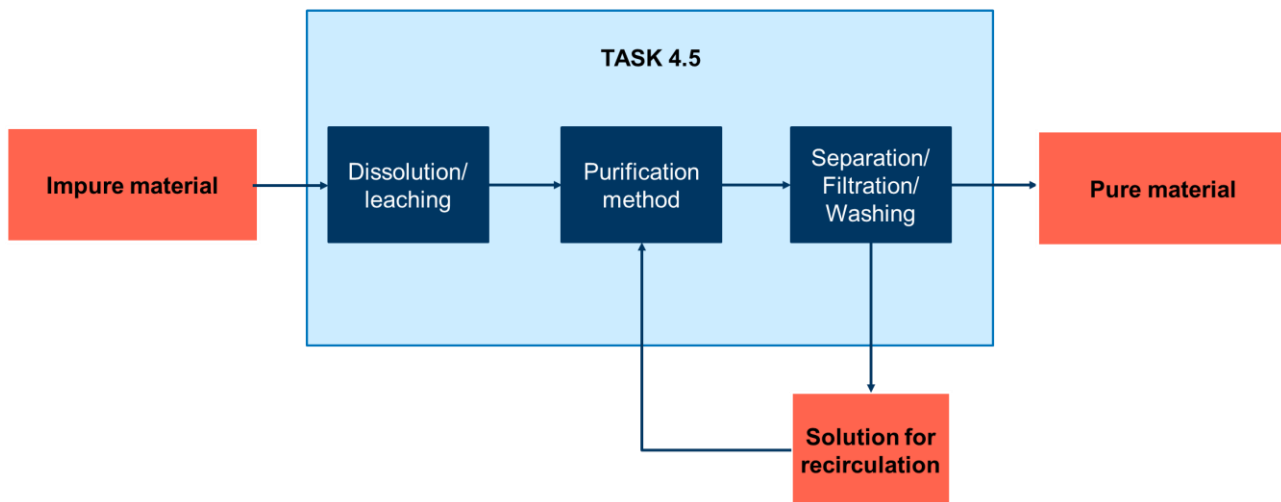 TASK 4.5
Impure material
Dissolution/
leaching
Purification
method
Separation/
Filtration/
Washing
Pure material
Solution for
recirculation